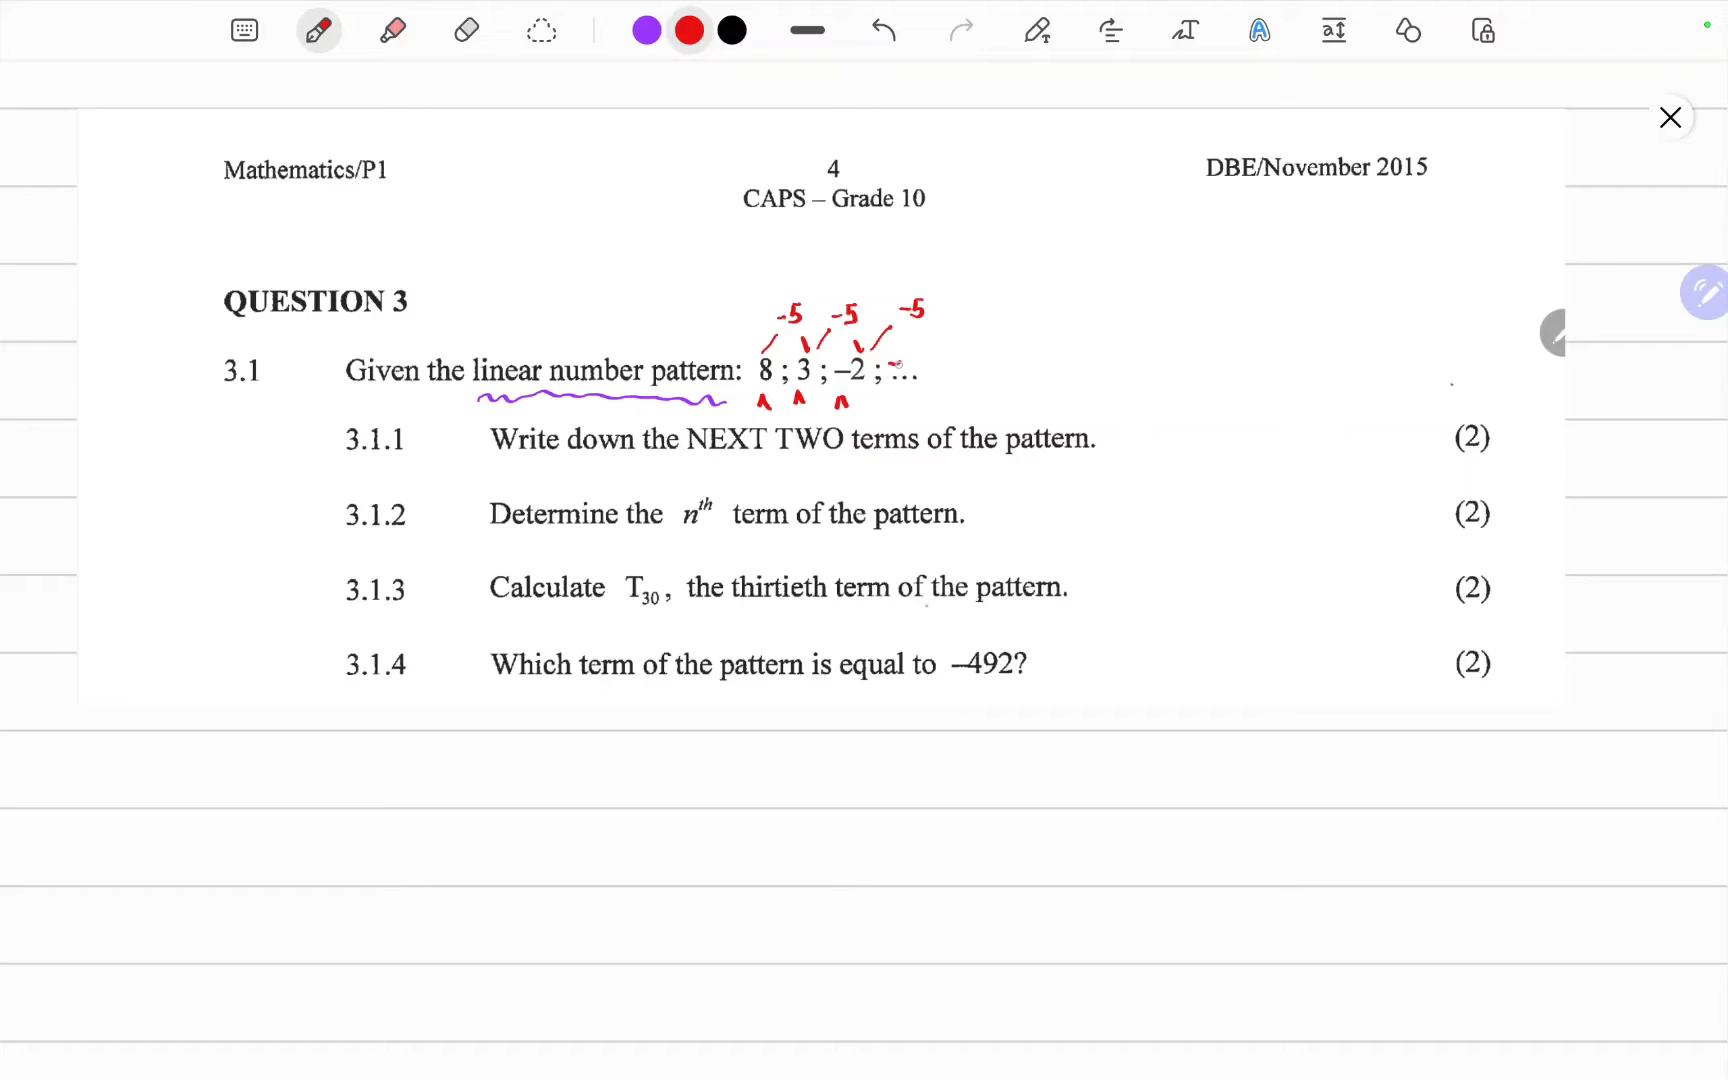 Mathematics/P1 4 DBE/November 2015
CAPS – Grade 10
QUESTION 3
-5 -5 -5
3.1 Given the linear number pattern: 8 ; 3 ; –2 ; ...
3.1.1 Write down the NEXT TWO terms of the pattern. (2)
3.1.2 Determine the nth term of the pattern. (2)
3.1.3 Calculate T30, the thirtieth term of the pattern. (2)
3.1.4 Which term of the pattern is equal to –492? (2)